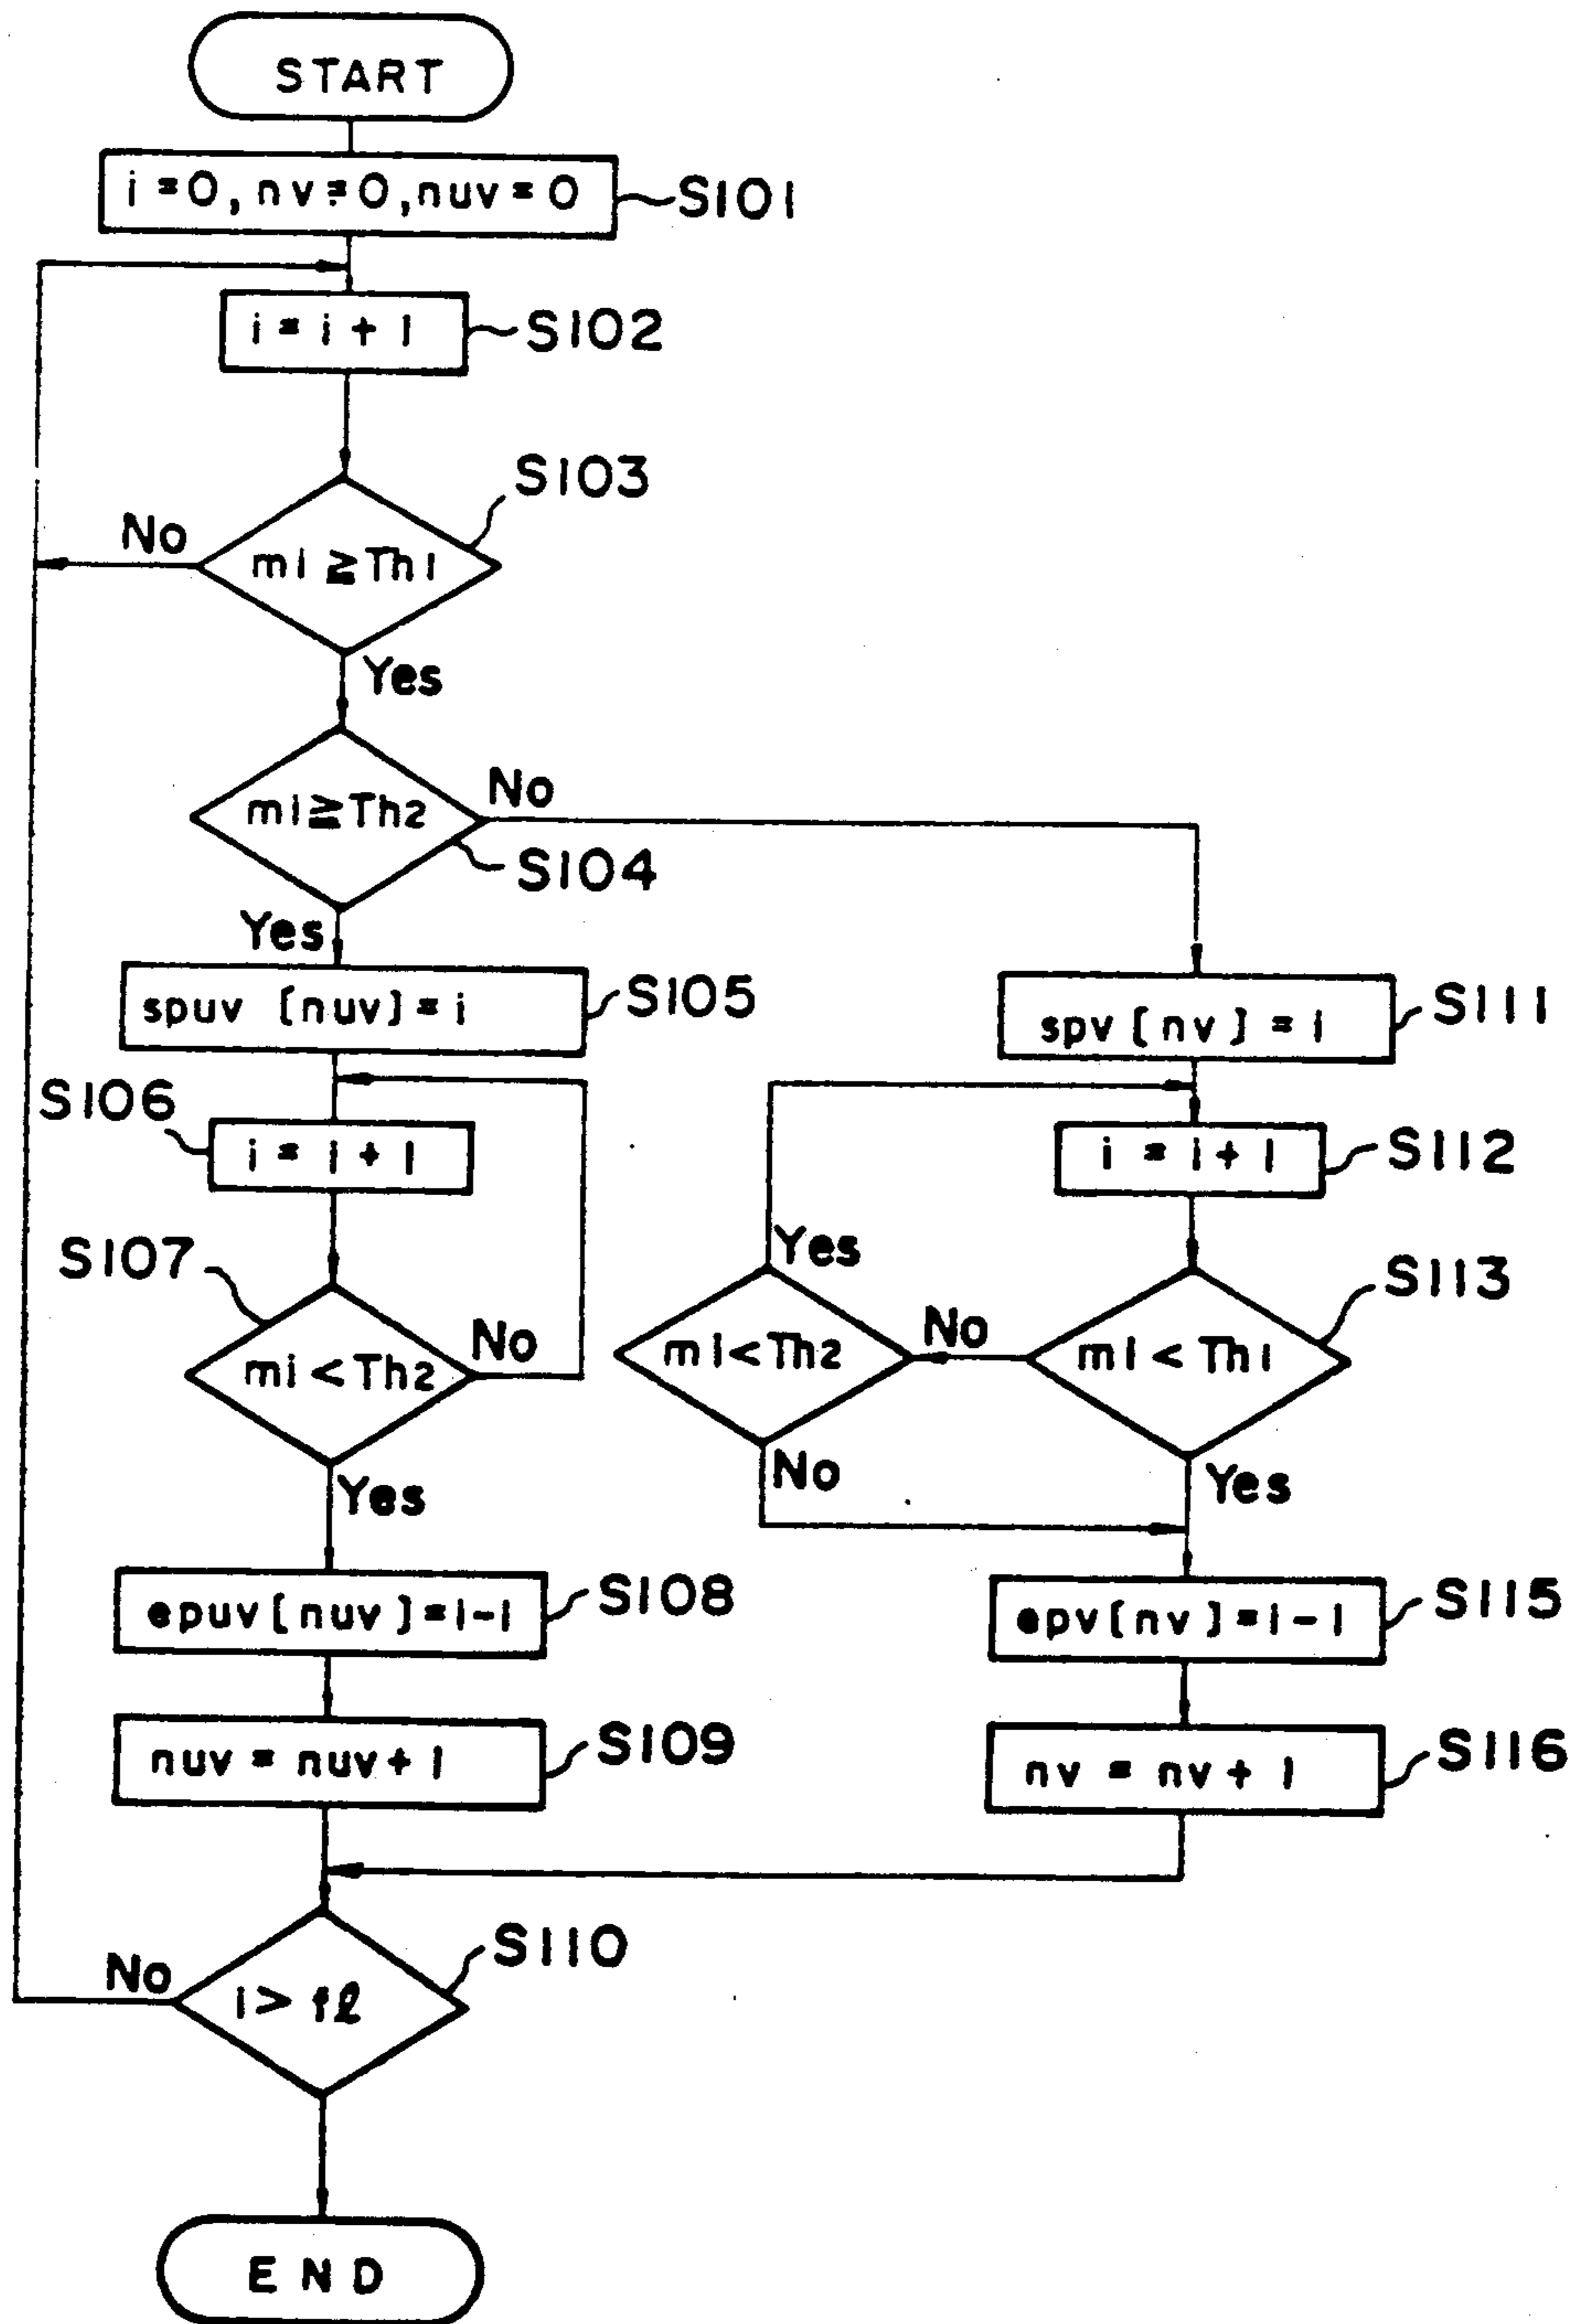 START
i=0, nv=0, nuv=0
S101
i = i + 1
S102
S103
No
mi ≧ Th1
Yes
mi ≧ Th2
No
S104
Yes
spuv [nuv] = i
S105
spv [nv] = i
S111
S106
i = i + 1
i = i + 1
S112
S107
Yes
S113
mi < Th2
No
mi < Th2
No
mi < Th1
Yes
No
Yes
epuv[nuv]=i-1
S108
epv[nv]=i-1
S115
nuv = nuv + 1
S109
nv = nv + 1
S116
S110
No
i > fℓ
END